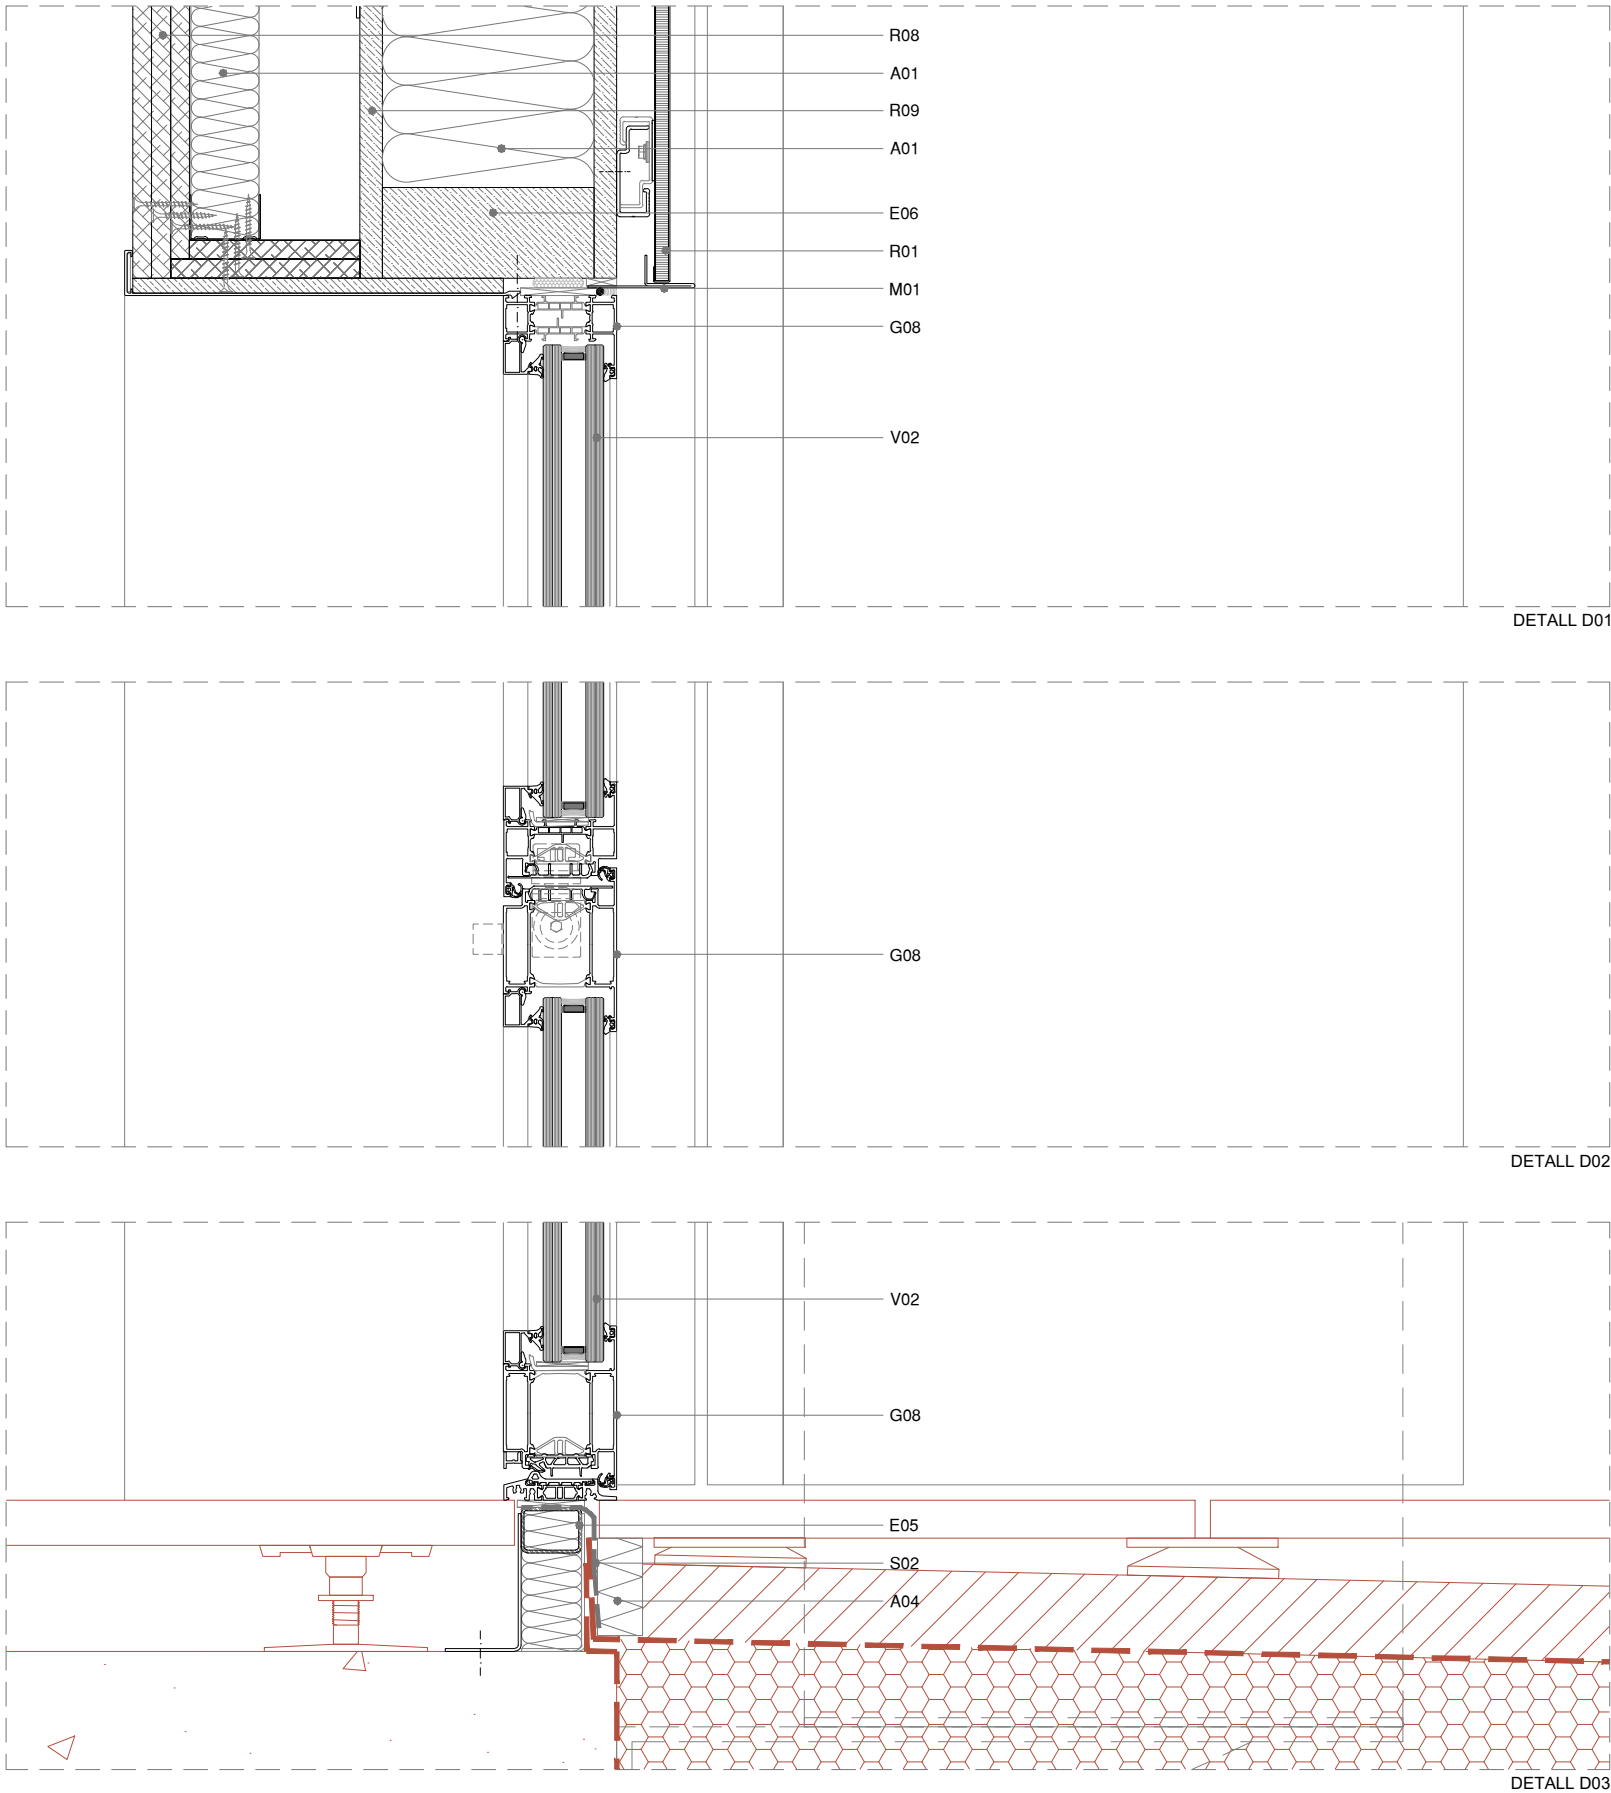 R08
A01
R09
A01
E06
R01
M01
G08
V02
DETALL D01
G08
DETALL D02
V02
G08
E05
S02
A04
DETALL D03